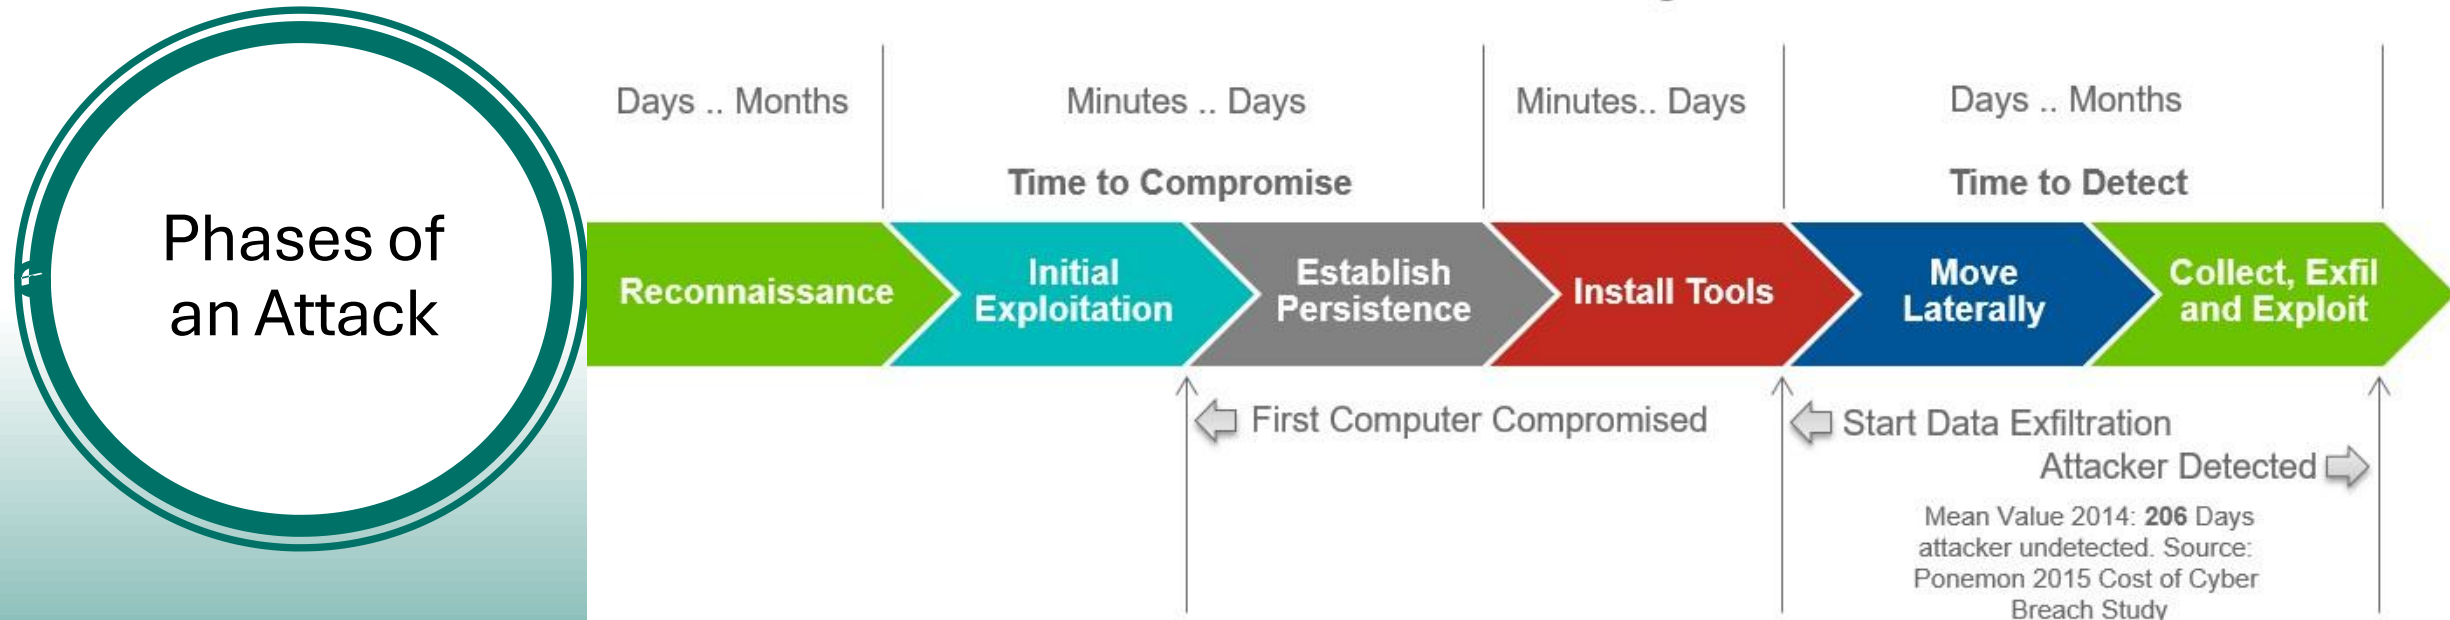 Phases of
an Attack
Days .. Months
Minutes .. Days
Minutes.. Days
Days .. Months
Time to Compromise
Time to Detect
Reconnaissance
Initial
Exploitation
Establish
Persistence
Install Tools
Move
Laterally
Collect, Exfil
and Exploit
First Computer Compromised
Start Data Exfiltration
Attacker Detected
Mean Value 2014: 206 Days
attacker undetected. Source:
Ponemon 2015 Cost of Cyber
Breach Study